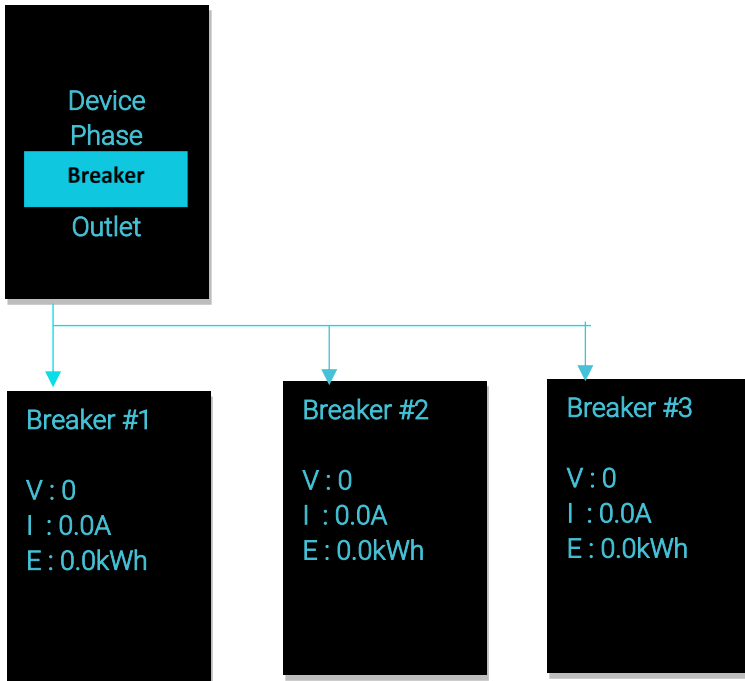 Device
Phase
Breaker
Outlet
Breaker #1
V : 0
I : 0.0A
E : 0.0kWh
Breaker #2
V : 0
I : 0.0A
E : 0.0kWh
Breaker #3
V : 0
I : 0.0A
E : 0.0kWh